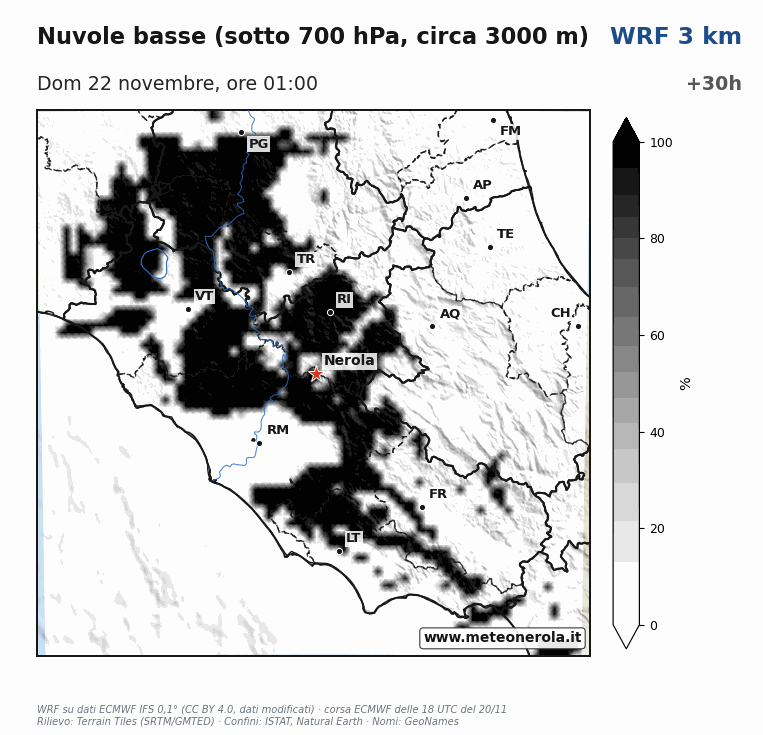 Nuvole basse (sotto 700 hPa, circa 3000 m) WRF 3 km
Dom 22 novembre, ore 01:00 +30h
FM
PG
AP
TE
TR
VT
RI
AQ
CH
Nerola
RM
FR
LT
100
80
60
40
20
0
%
www.meteonerola.it
WRF su dati ECMWF IFS 0,1° (CC BY 4.0, dati modificati) · corsa ECMWF delle 18 UTC del 20/11
Rilievo: Terrain Tiles (SRTM/GMTED) · Confini: ISTAT, Natural Earth · Nomi: GeoNames